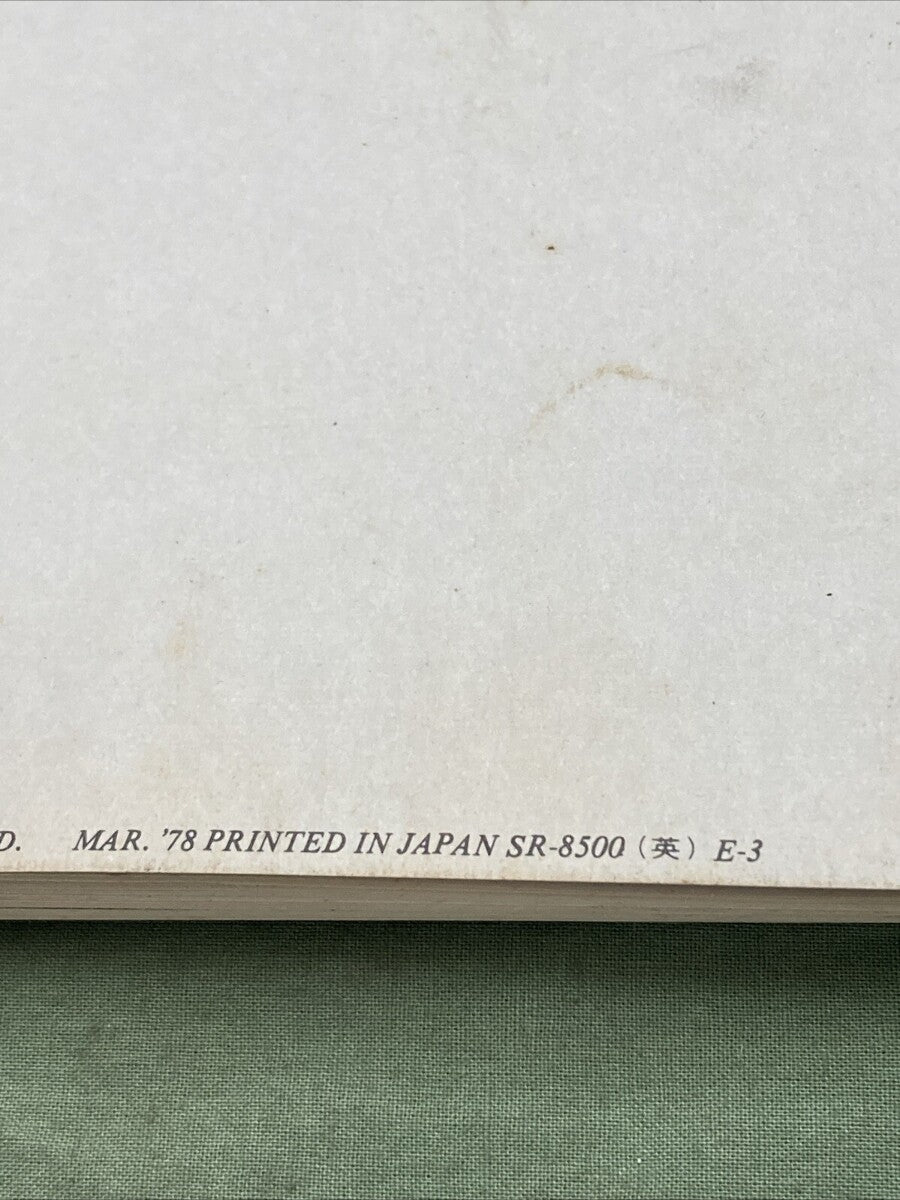 D. MAR. '78 PRINTED IN JAPAN SR-8500 (英) E-3